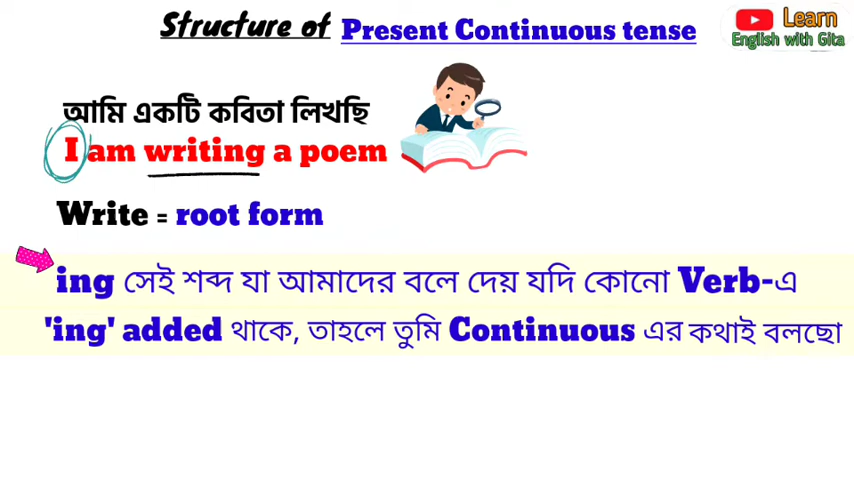 Structure of Present Continuous tense
Learn
English with Gita
আমি একটি কবিতা লিখছি
I am writing a poem
Write = root form
ing সেই শব্দ যা আমাদের বলে দেয় যদি কোনো Verb-এ
'ing' added থাকে, তাহলে তুমি Continuous এর কথাই বলছো